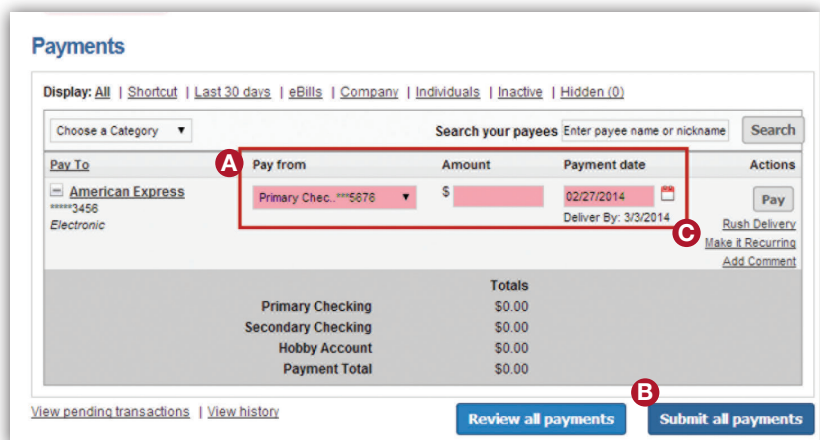 Payments
Display: All | Shortcut | Last 30 days | eBills | Company | Individuals | Inactive | Hidden (0)
Choose a Category ▼ Search your payees Enter payee name or nickname Search
A
Pay To Pay from Amount Payment date Actions
American Express Primary Chec..***5678 ▼ $ 02/27/2014 Pay
*****3456 Deliver By: 3/3/2014
Electronic C Rush Delivery
Make it Recurring
Add Comment
Totals
Primary Checking $0.00
Secondary Checking $0.00
Hobby Account $0.00
Payment Total $0.00
B
View pending transactions | View history Review all payments Submit all payments